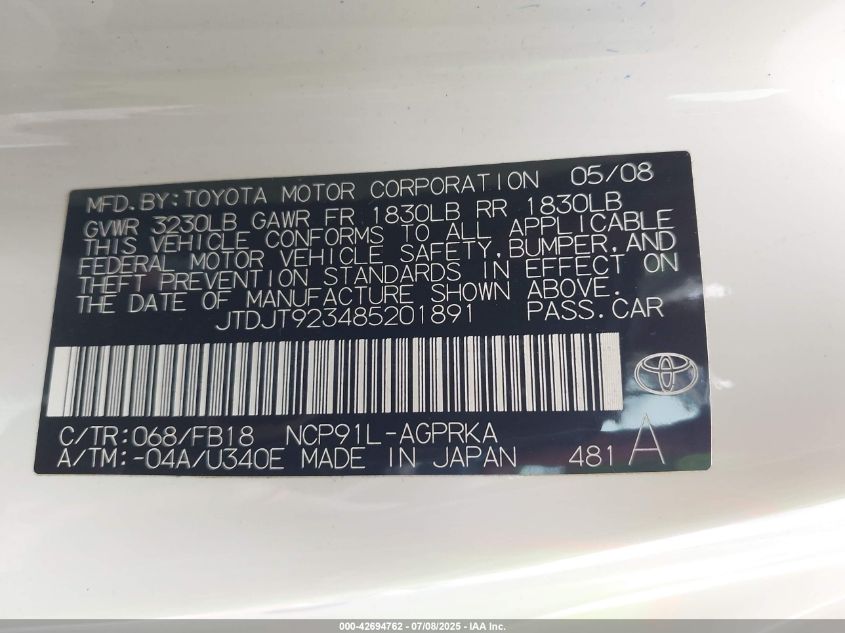 MFD. BY: TOYOTA MOTOR CORPORATION 05/08
GVWR 3230LB GAWR FR 1830LB RR 1830LB
THIS VEHICLE CONFORMS TO ALL APPLICABLE
FEDERAL MOTOR VEHICLE SAFETY, BUMPER, AND
THEFT PREVENTION STANDARDS IN EFFECT ON
THE DATE OF MANUFACTURE SHOWN ABOVE.
JTDJT923485201891 PASS. CAR
C/TR: 068/FB18 NCP91L-AGPRKA
A/TM: -04A/U340E MADE IN JAPAN 481 A
000-42694762 - 07/08/2025 - IAA Inc.